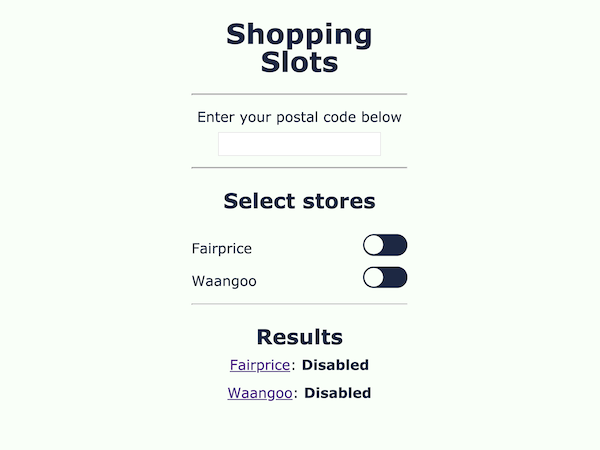 Shopping
Slots
Enter your postal code below
Select stores
Fairprice
Waangoo
Results
Fairprice: Disabled
Waangoo: Disabled